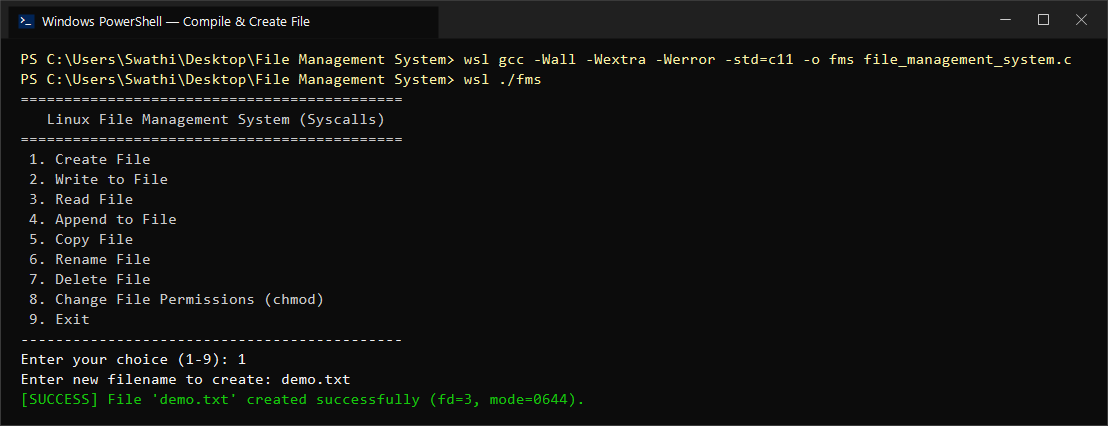 Windows PowerShell — Compile & Create File
PS C:\Users\Swathi\Desktop\File Management System> wsl gcc -Wall -Wextra -Werror -std=c11 -o fms file_management_system.c
PS C:\Users\Swathi\Desktop\File Management System> wsl ./fms
============================================
   Linux File Management System (Syscalls)
============================================
 1. Create File
 2. Write to File
 3. Read File
 4. Append to File
 5. Copy File
 6. Rename File
 7. Delete File
 8. Change File Permissions (chmod)
 9. Exit
--------------------------------------------
Enter your choice (1-9): 1
Enter new filename to create: demo.txt
[SUCCESS] File 'demo.txt' created successfully (fd=3, mode=0644).